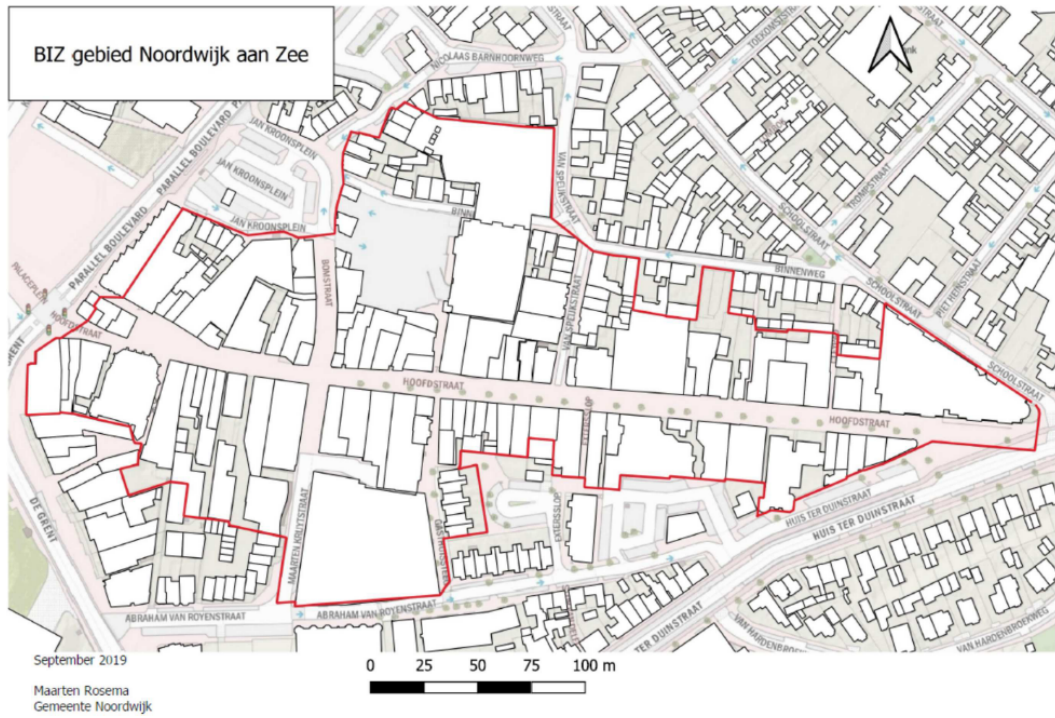 BIZ gebied Noordwijk aan Zee
NICOLAAS BARNHOORNWEG
TOEKOMSTSTRAAT
PARALLEL BOULEVARD
PARALLEL BOULEVARD
JAN KROONSPLEIN
JAN KROONSPLEIN
JAN KROONSPLEIN
VAN SPEIJKSTRAAT
TROMPSTRAAT
SCHOOLSTRAAT
BINNENWEG
SCHOOLSTRAAT
PIET HEINSTRAAT
PALACEPLEIN
HOOFDSTRAAT
BOMSTRAAT
VAN SPEIJKSTRAAT
SCHOOLSTRAAT
HOOFDSTRAAT
HOOFDSTRAAT
DE GRENT
MAARTEN KRUYTSTRAAT
EXTERSSLOP
HUIS TER DUINSTRAAT
HUIS TER DUINSTRAAT
ABRAHAM VAN ROYENSTRAAT
ABRAHAM VAN ROYENSTRAAT
VAN HARDENBROEKWEG
September 2019
0 25 50 75 100 m
Maarten Rosema
Gemeente Noordwijk